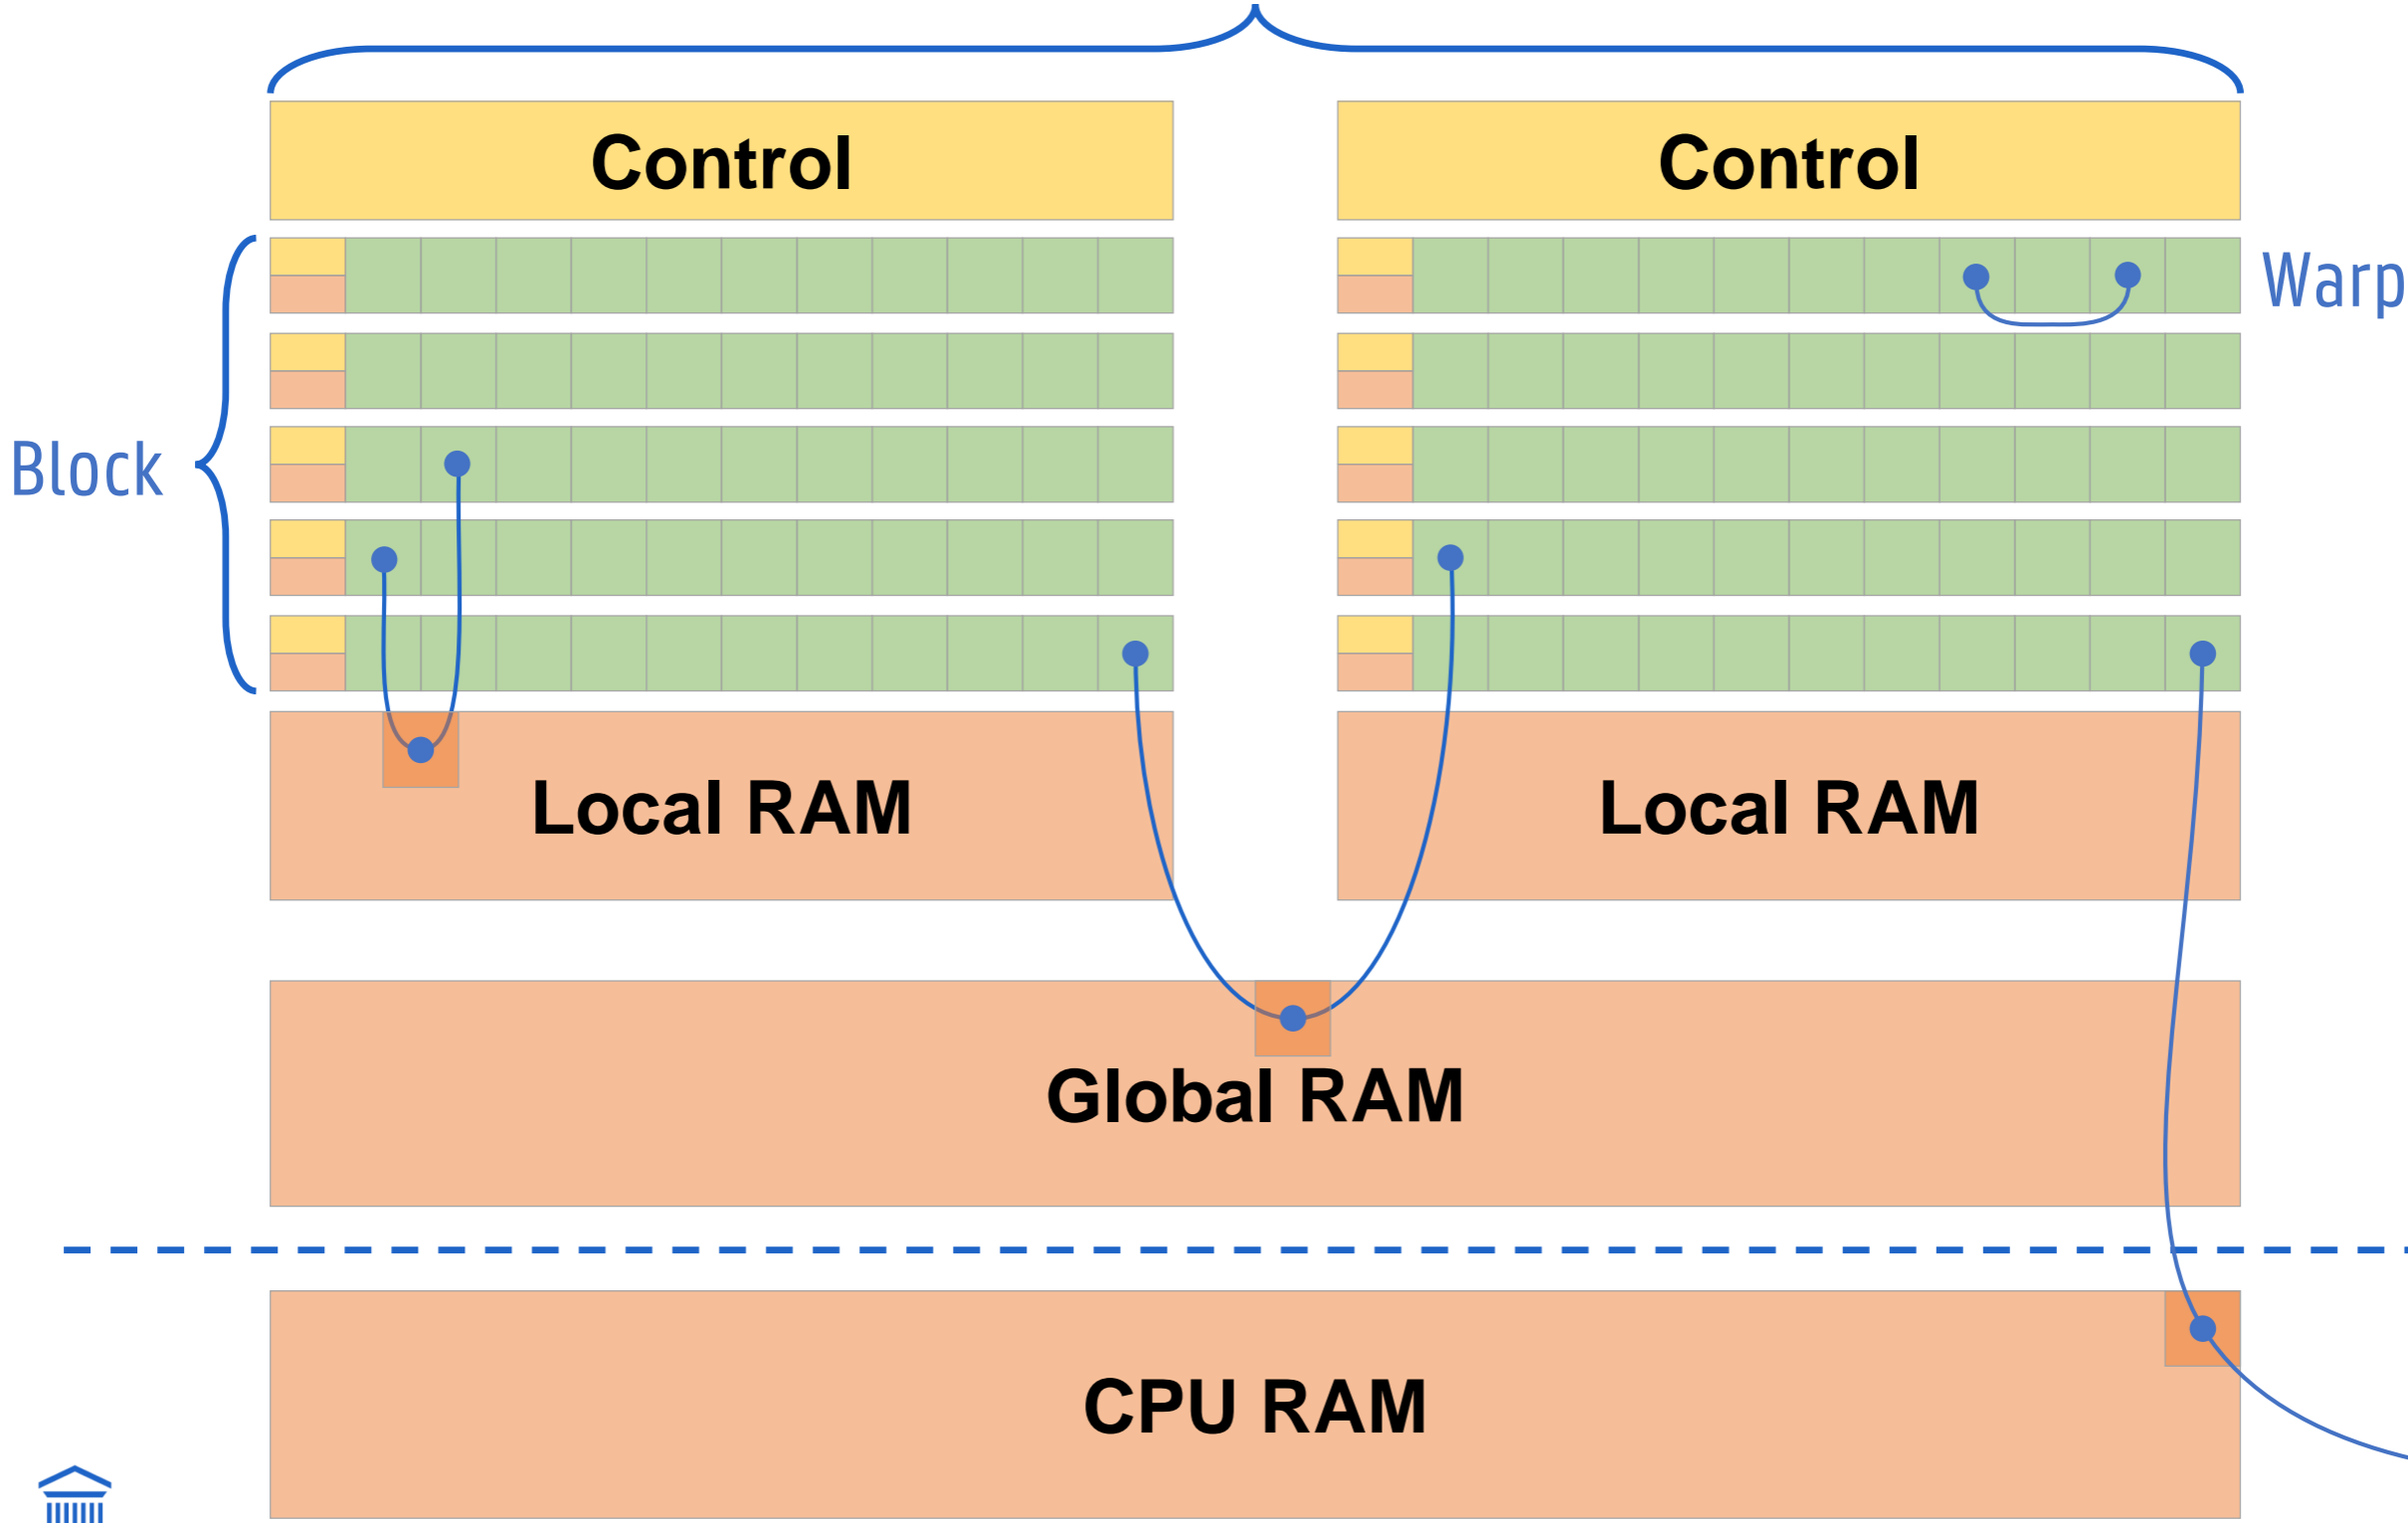 Control Control
Warp
Block
Local RAM Local RAM
Global RAM
CPU RAM